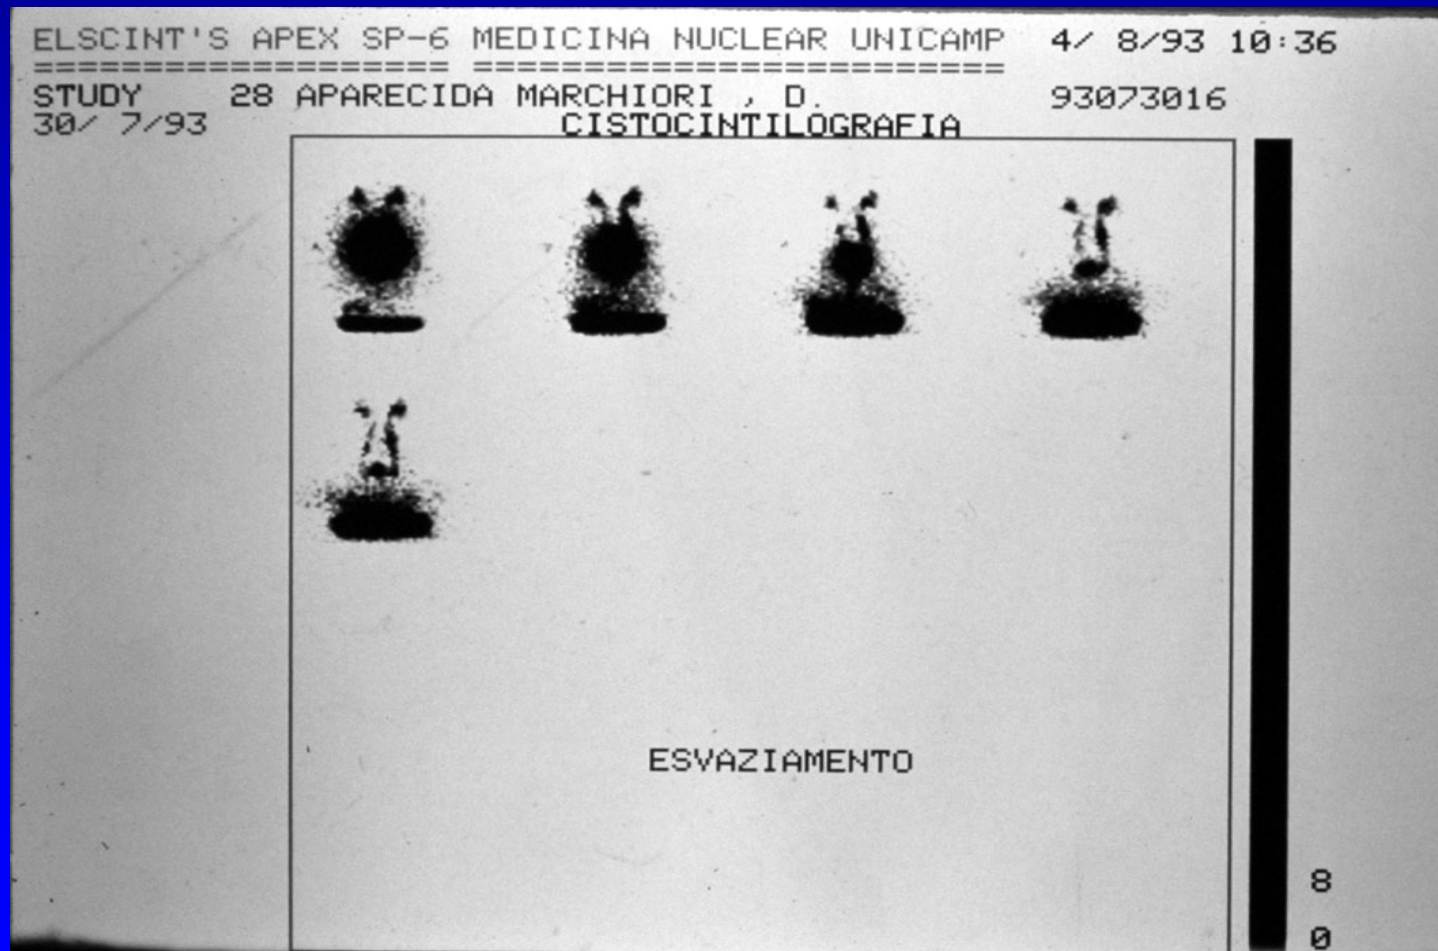 ELSCINT'S APEX SP-6 MEDICINA NUCLEAR UNICAMP 4/ 8/93 10:36
STUDY 28 APARECIDA MARCHIORI , D. 93073016
30/ 7/93 CISTOCINTILOGRAFIA
ESVAZIAMENTO
8
0